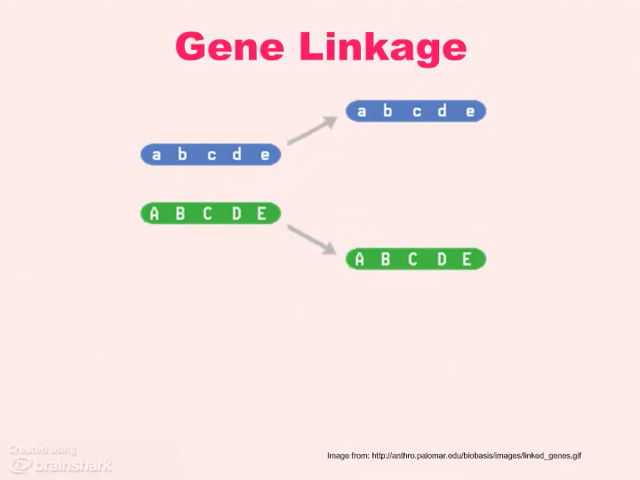 Gene Linkage
a b c d e
a b c d e
A B C D E
A B C D E
Created using
brainshark
Image from: http://anthro.palomar.edu/biobasis/images/linked_genes.gif